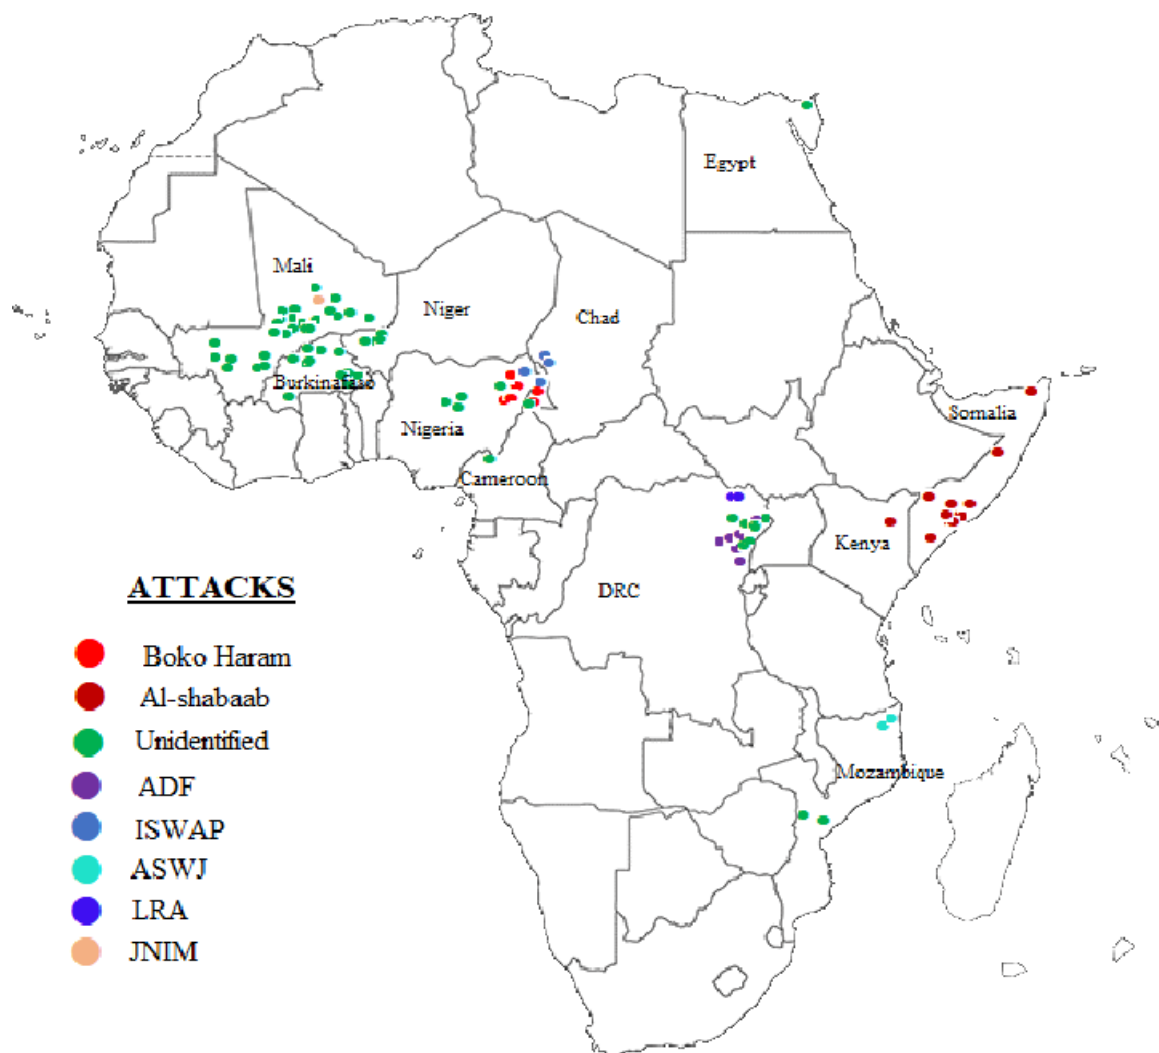 Egypt
Mali
Niger
Chad
Burkinafaso
Somalia
Nigeria
Cameroon
Kenya
DRC
ATTACKS
Boko Haram
Al-shabaab
Unidentified
ADF
ISWAP
ASWJ
LRA
JNIM
Mozambique